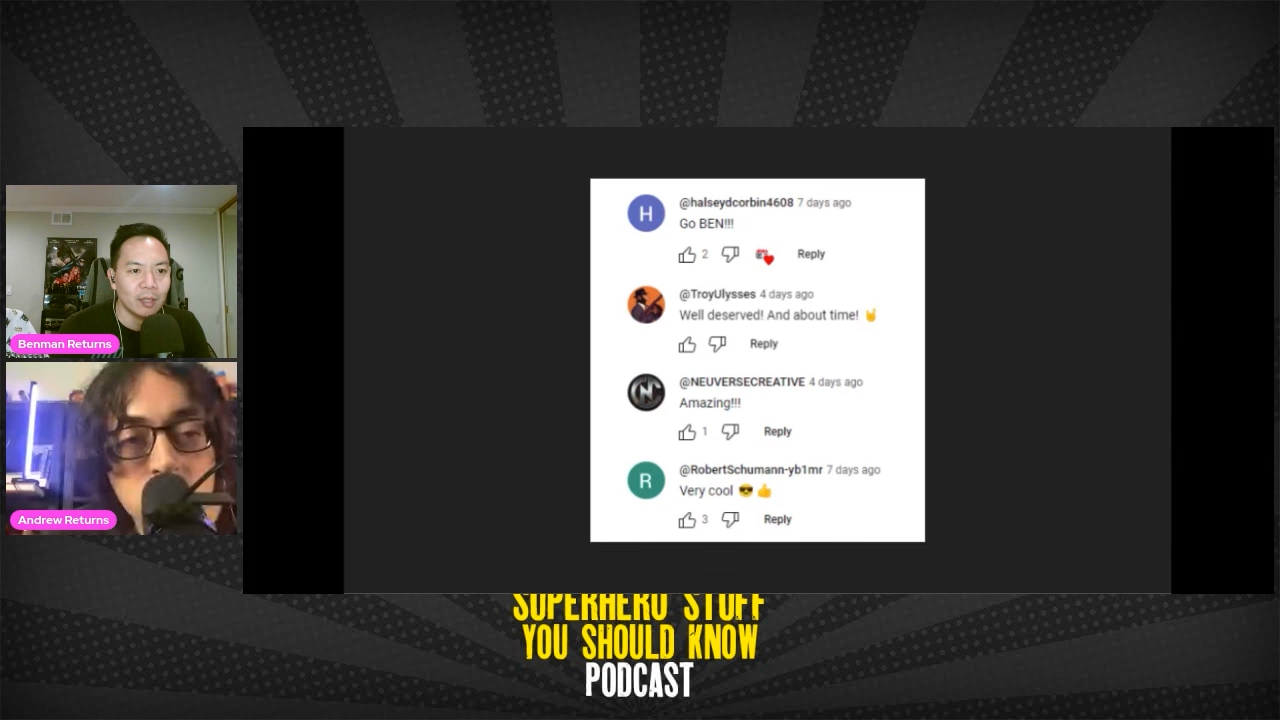 Benman Returns
Andrew Returns
H
@halseydcorbin4608 7 days ago
Go BEN!!!
2 Reply
@TroyUlysses 4 days ago
Well deserved! And about time! 🤘
Reply
@NEUVERSECREATIVE 4 days ago
Amazing!!!
1 Reply
R
@RobertSchumann-yb1mr 7 days ago
Very cool 😎 👍
3 Reply
SUPERHERO STUFF
YOU SHOULD KNOW
PODCAST